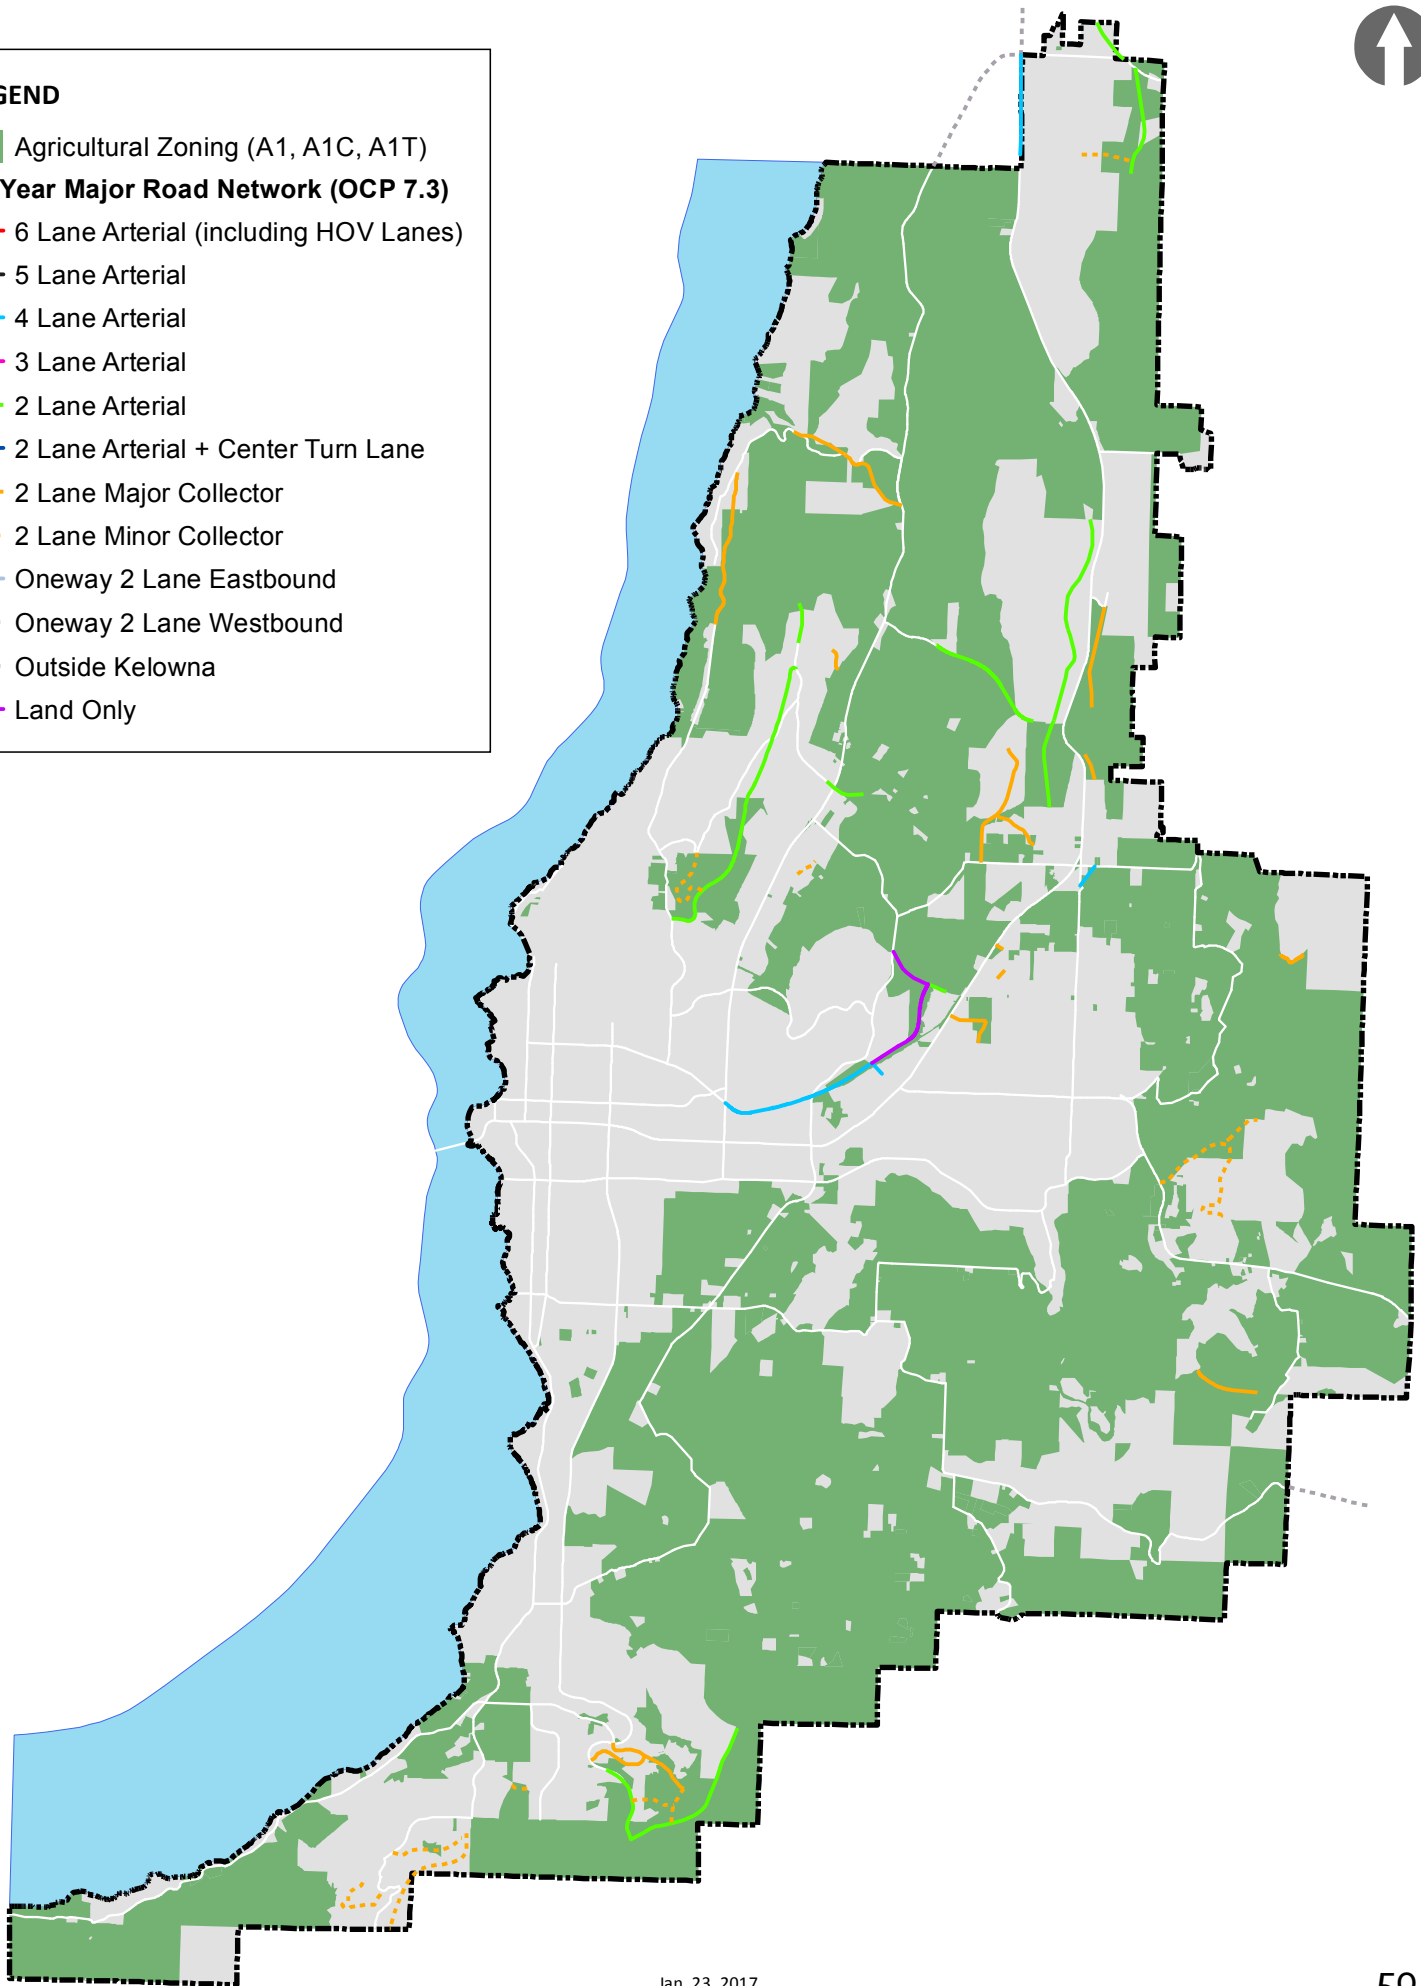 GEND
Agricultural Zoning (A1, A1C, A1T)
Year Major Road Network (OCP 7.3)
6 Lane Arterial (including HOV Lanes)
5 Lane Arterial
4 Lane Arterial
3 Lane Arterial
2 Lane Arterial
2 Lane Arterial + Center Turn Lane
2 Lane Major Collector
2 Lane Minor Collector
Oneway 2 Lane Eastbound
Oneway 2 Lane Westbound
Outside Kelowna
Land Only
Jan. 23, 2017